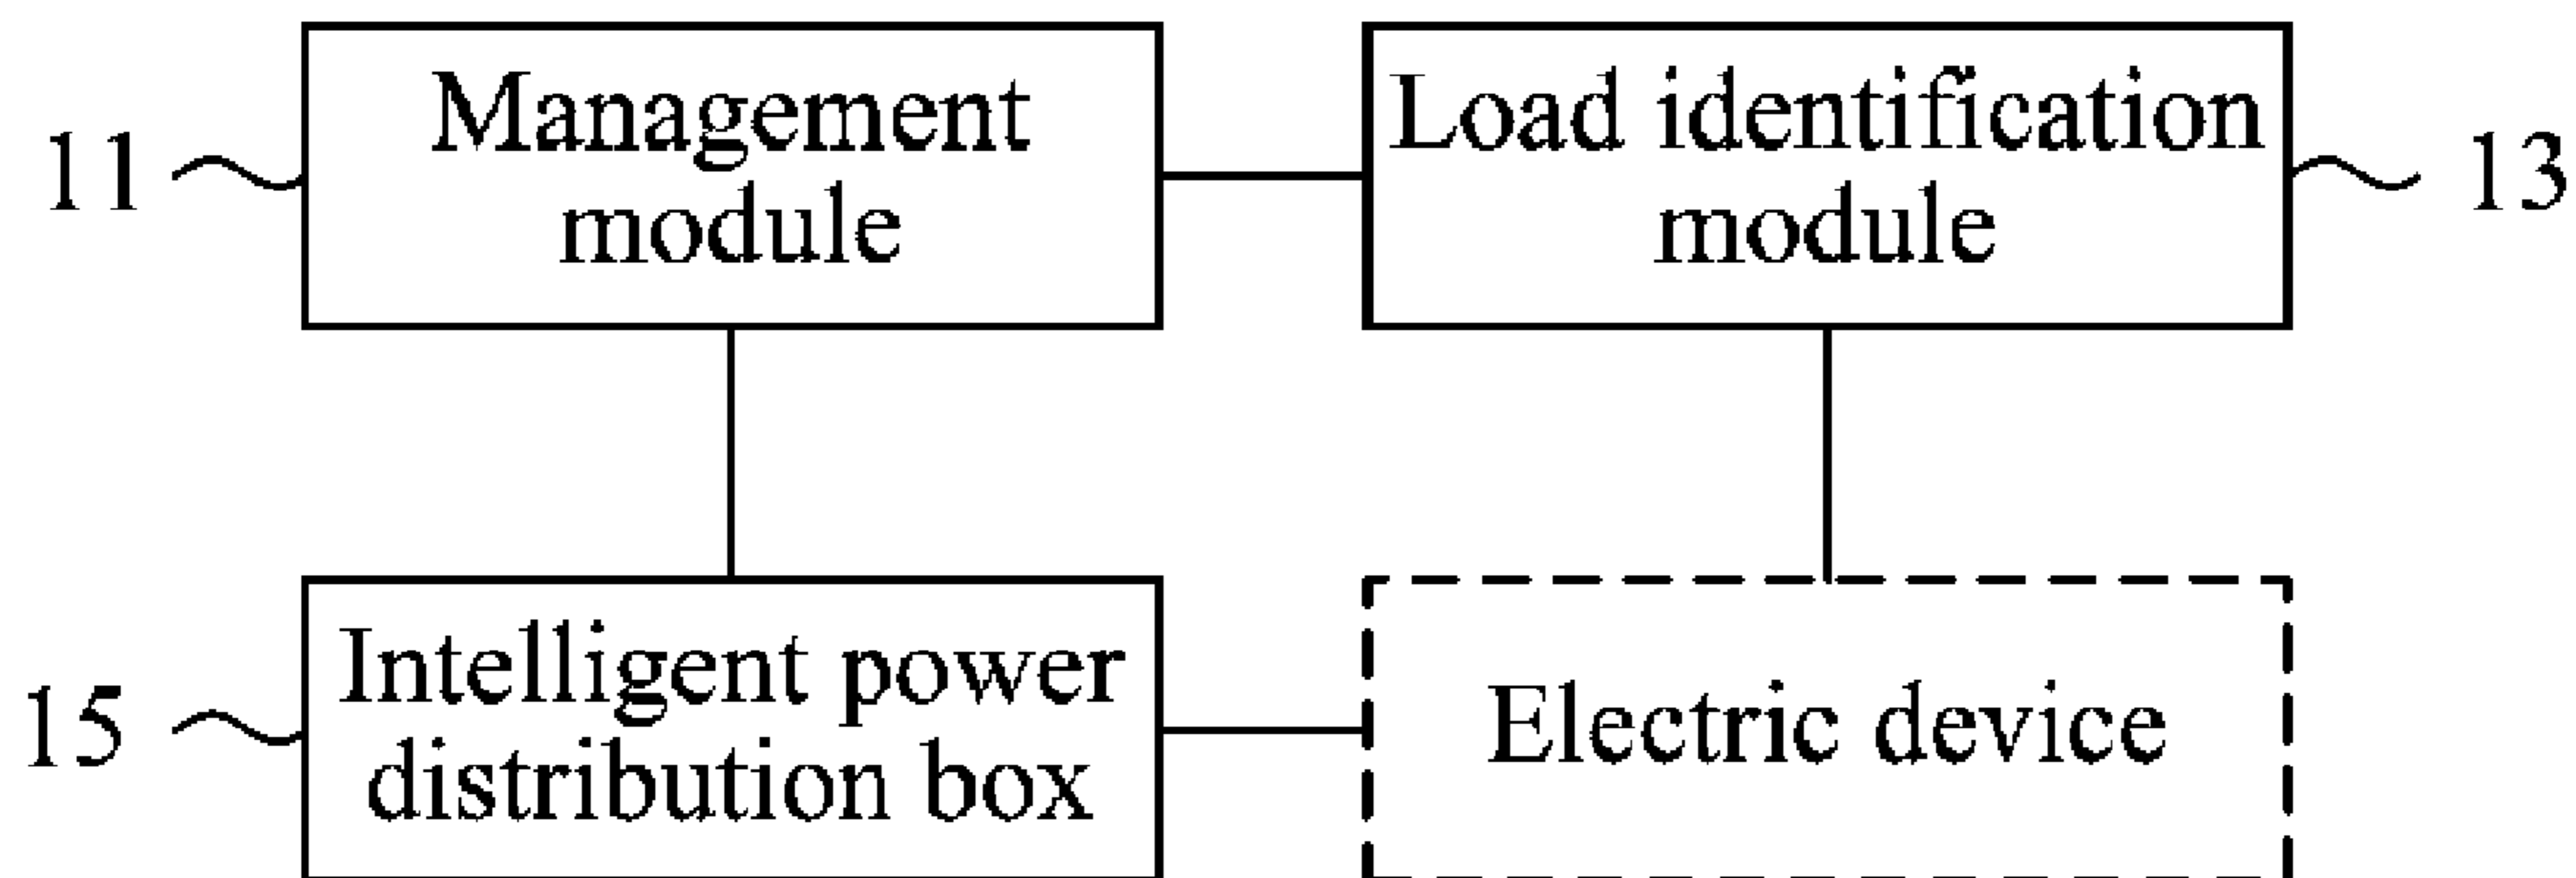 Management
module
Load identification
module
11
13
Intelligent power
distribution box
Electric device
15